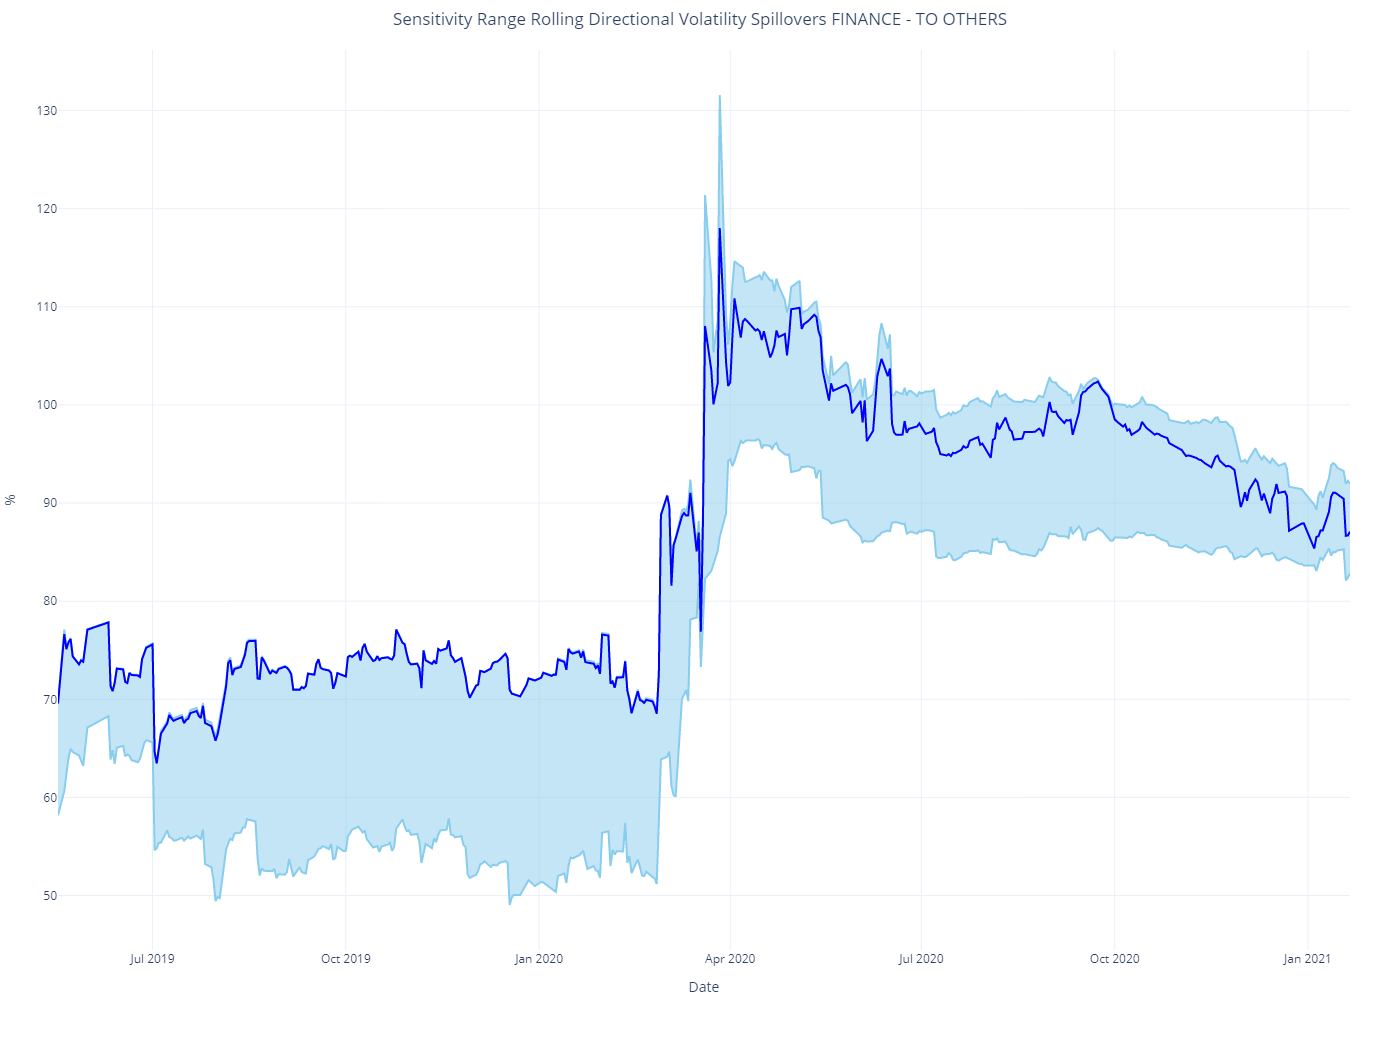 Sensitivity Range Rolling Directional Volatility Spillovers FINANCE - TO OTHERS
130
120
110
100
90
80
70
60
50
%
Jul 2019
Oct 2019
Jan 2020
Apr 2020
Jul 2020
Oct 2020
Jan 2021
Date